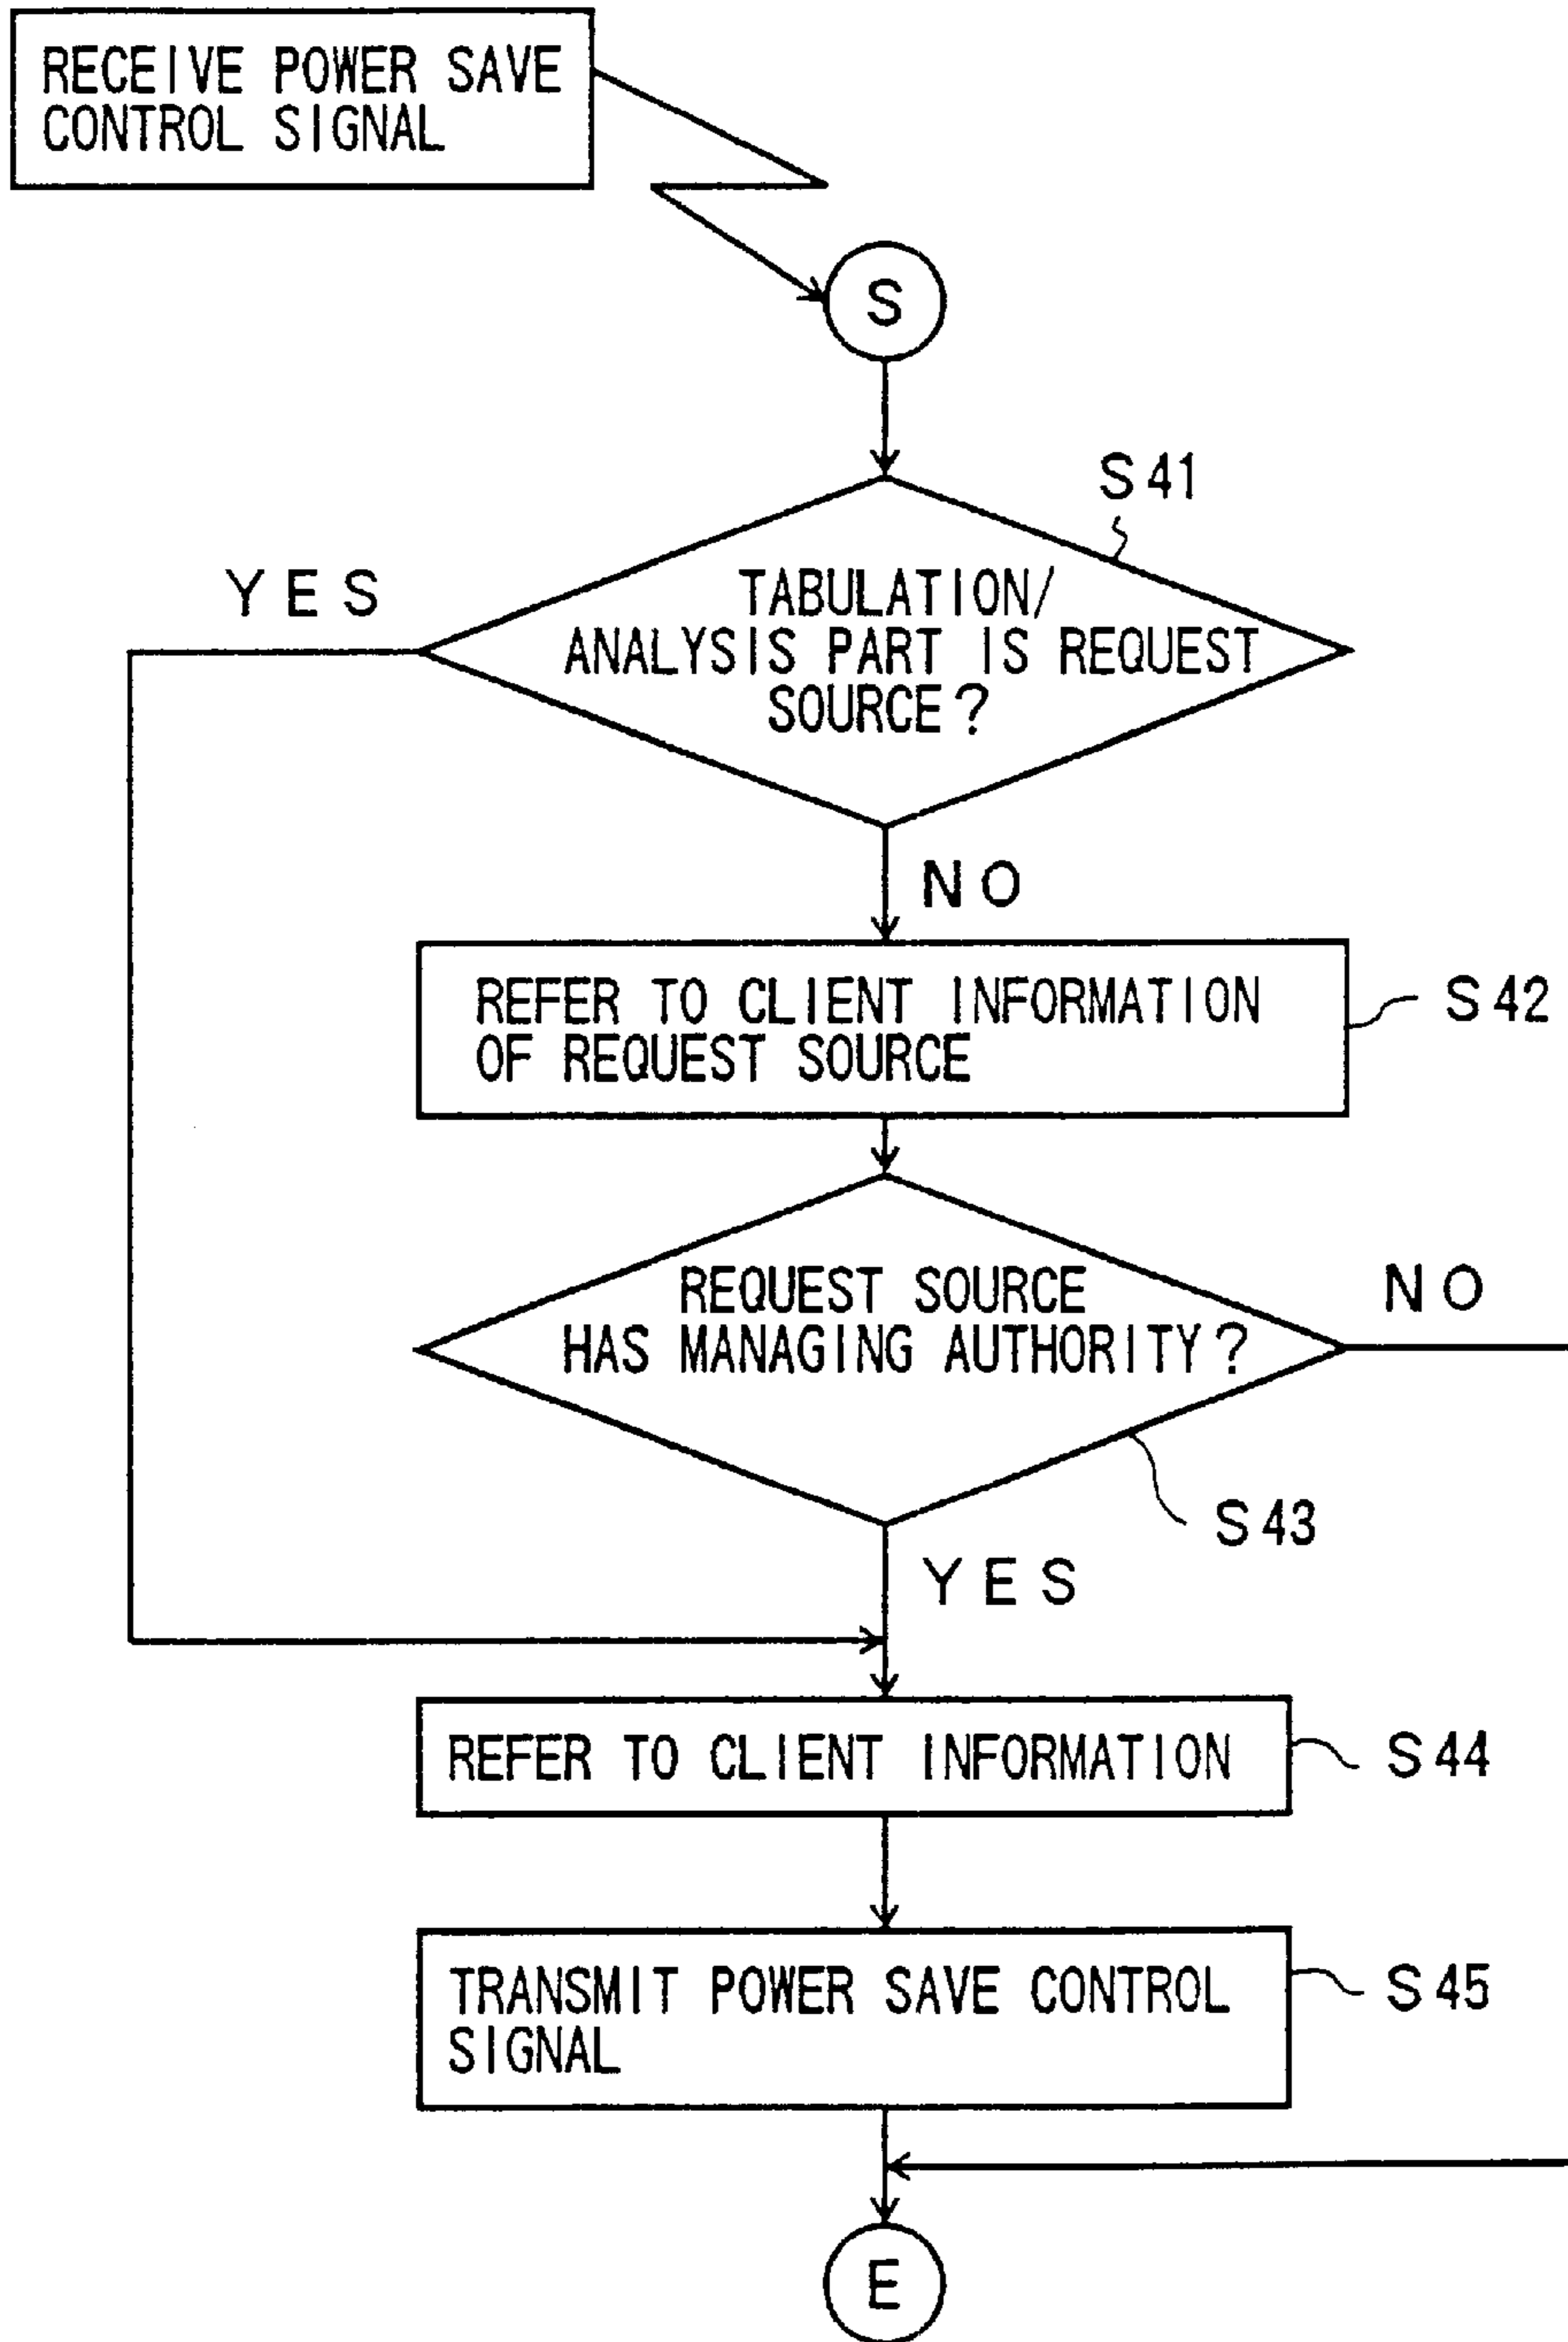 RECEIVE POWER SAVE
CONTROL SIGNAL
S
S41
YES
TABULATION/
ANALYSIS PART IS REQUEST
SOURCE?
NO
REFER TO CLIENT INFORMATION
OF REQUEST SOURCE
S42
REQUEST SOURCE
HAS MANAGING AUTHORITY?
NO
S43
YES
REFER TO CLIENT INFORMATION
S44
TRANSMIT POWER SAVE CONTROL
SIGNAL
S45
E